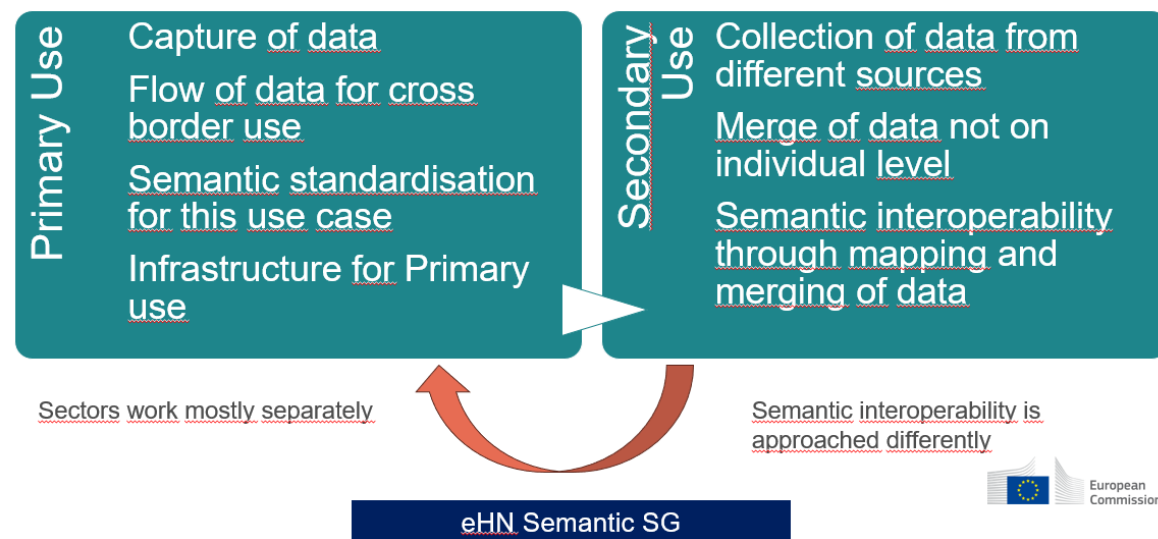 Primary Use
Capture of data
Flow of data for cross
border use
Semantic standardisation
for this use case
Infrastructure for Primary
use
Secondary
Use
Collection of data from
different sources
Merge of data not on
individual level
Semantic interoperability
through mapping and
merging of data
Sectors work mostly separately
Semantic interoperability is
approached differently
European
Commission
eHN Semantic SG